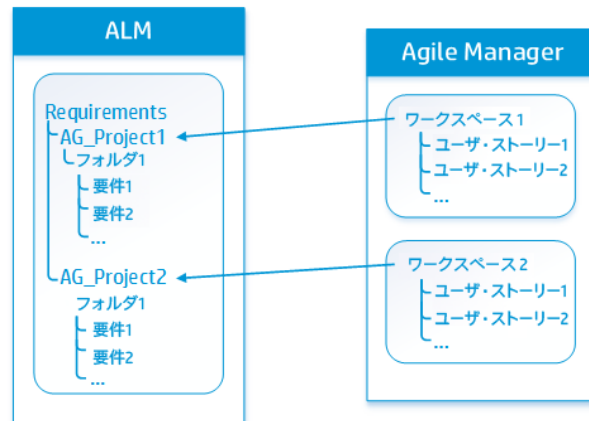 ALM
Requirements
AG_Project1
フォルダ1
要件1
要件2
...
AG_Project2
フォルダ1
要件1
要件2
...
Agile Manager
ワークスペース1
ユーザ・ストーリー1
ユーザ・ストーリー2
...
ワークスペース2
ユーザ・ストーリー1
ユーザ・ストーリー2
...